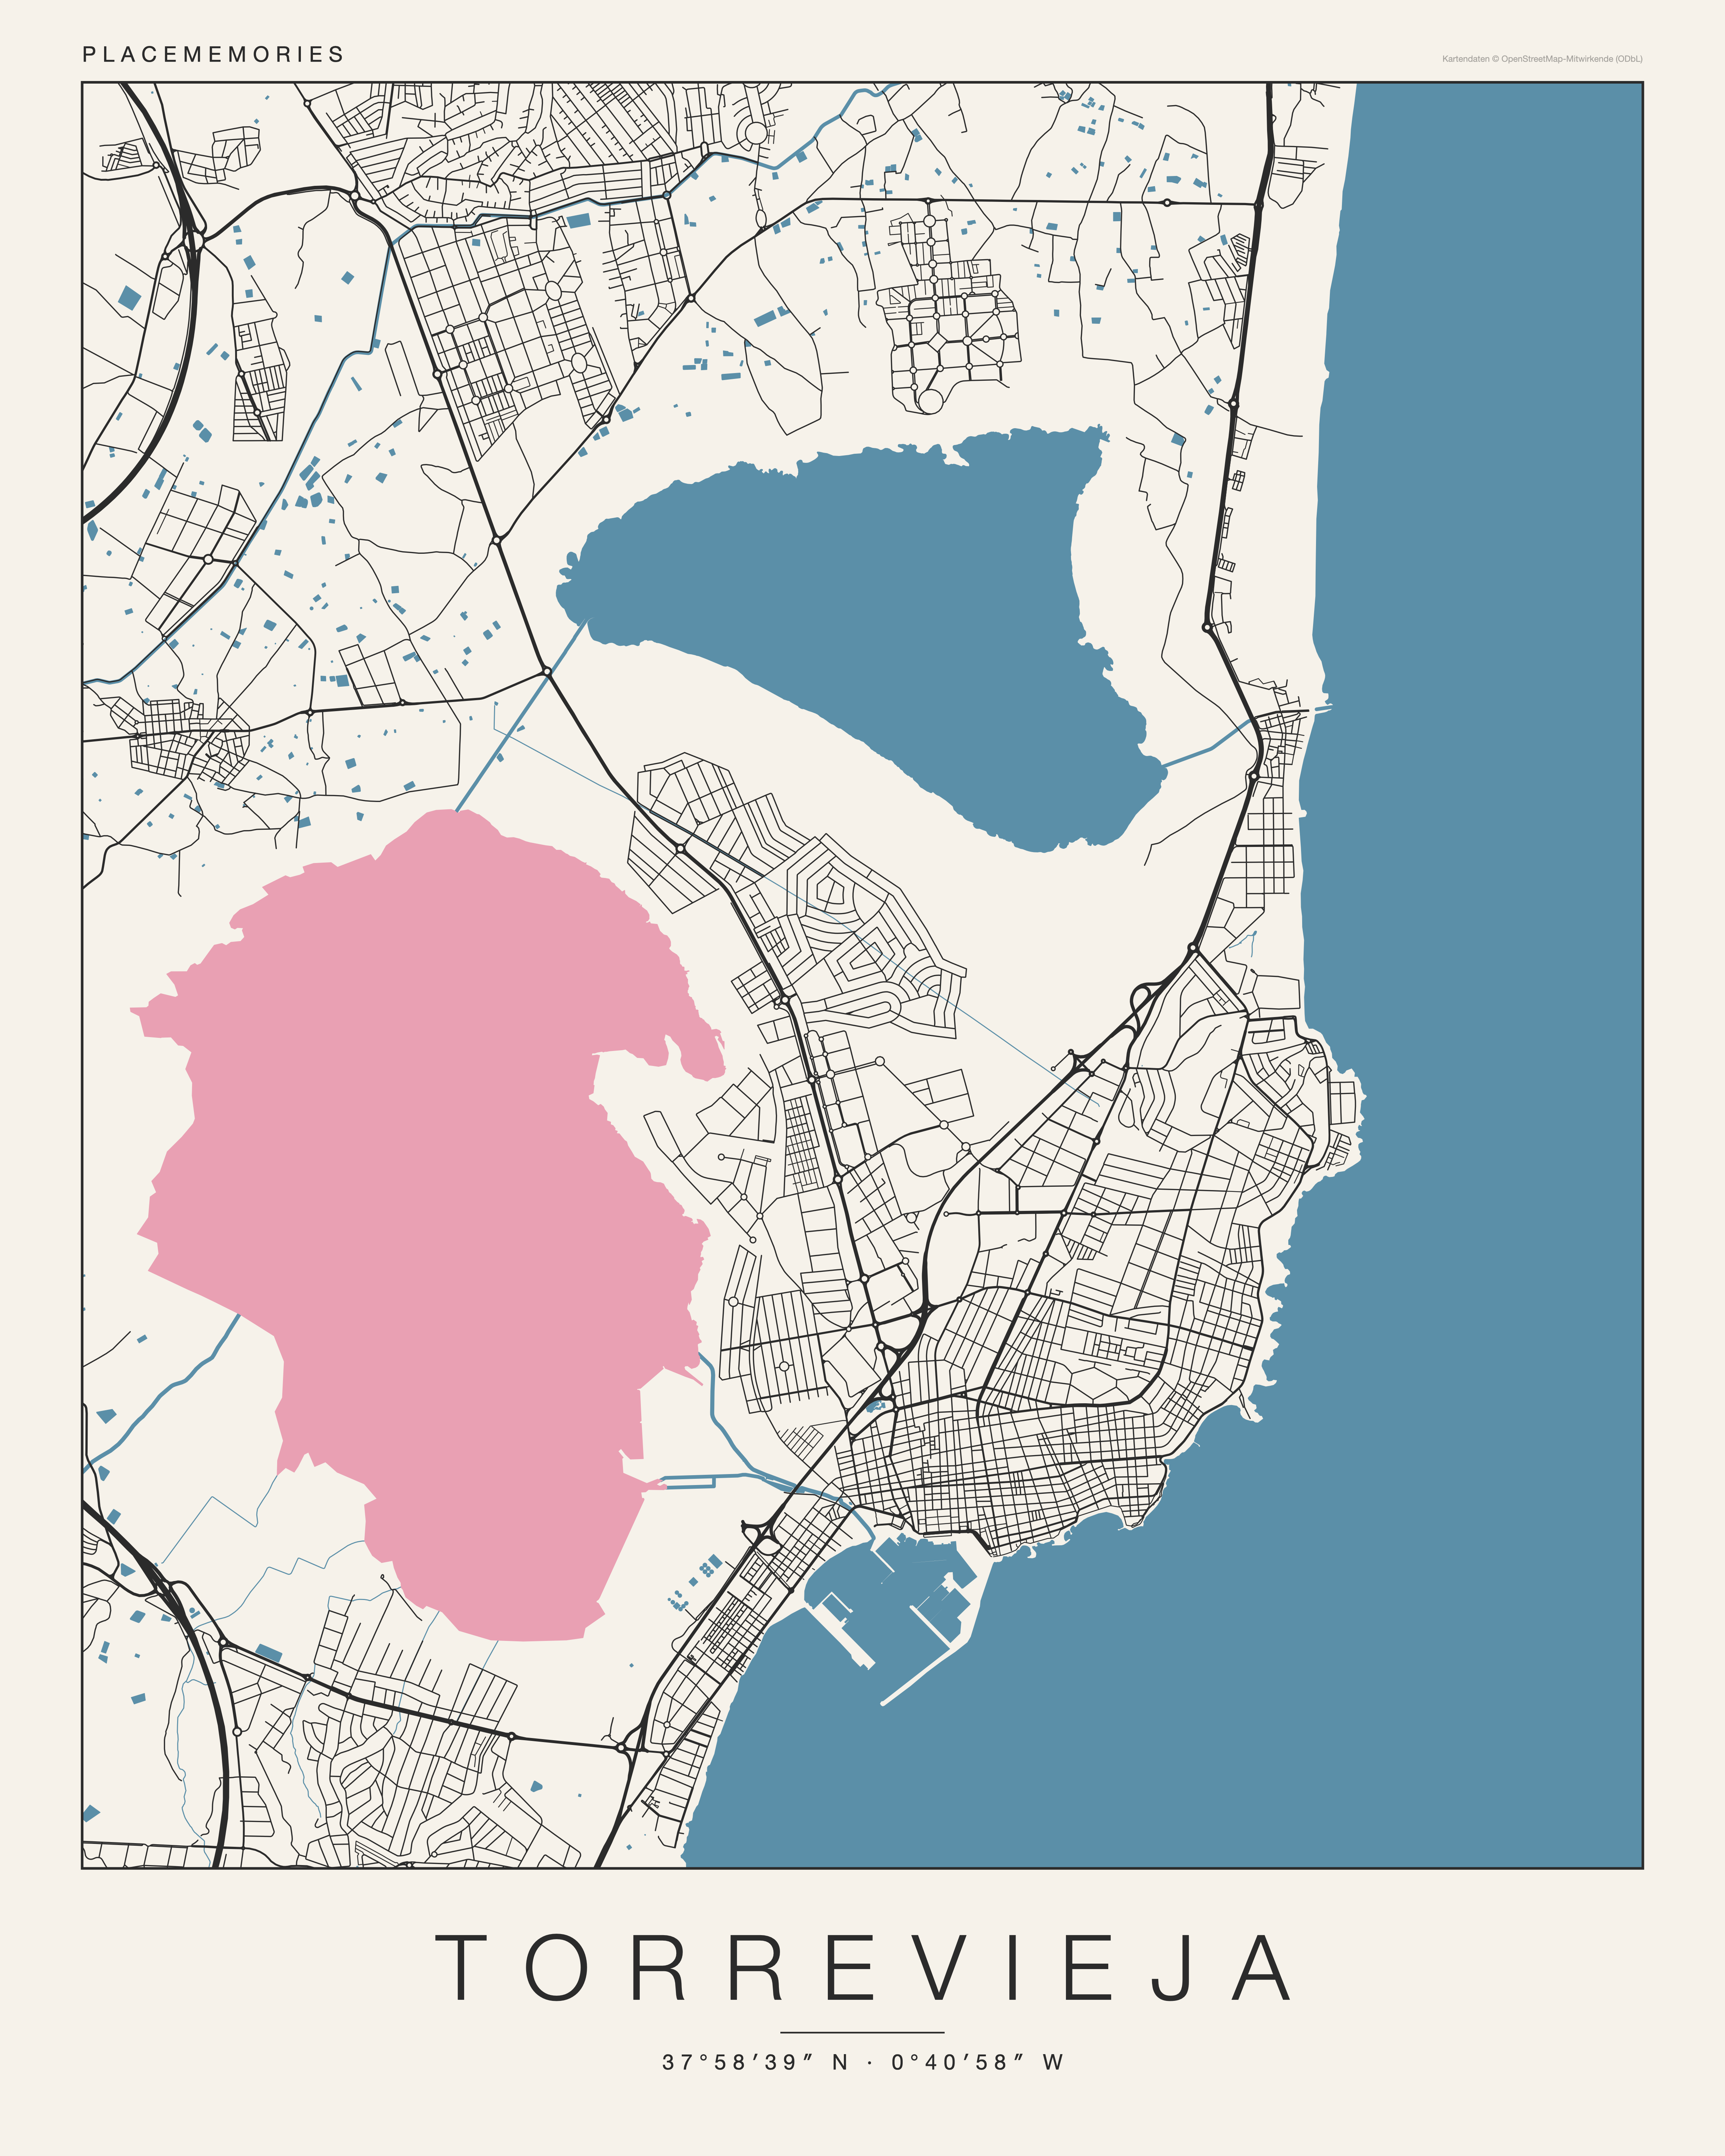 PLACEMEMORIES
Kartendaten © OpenStreetMap-Mitwirkende (ODbL)
TORREVIEJA
37°58′39″ N · 0°40′58″ W